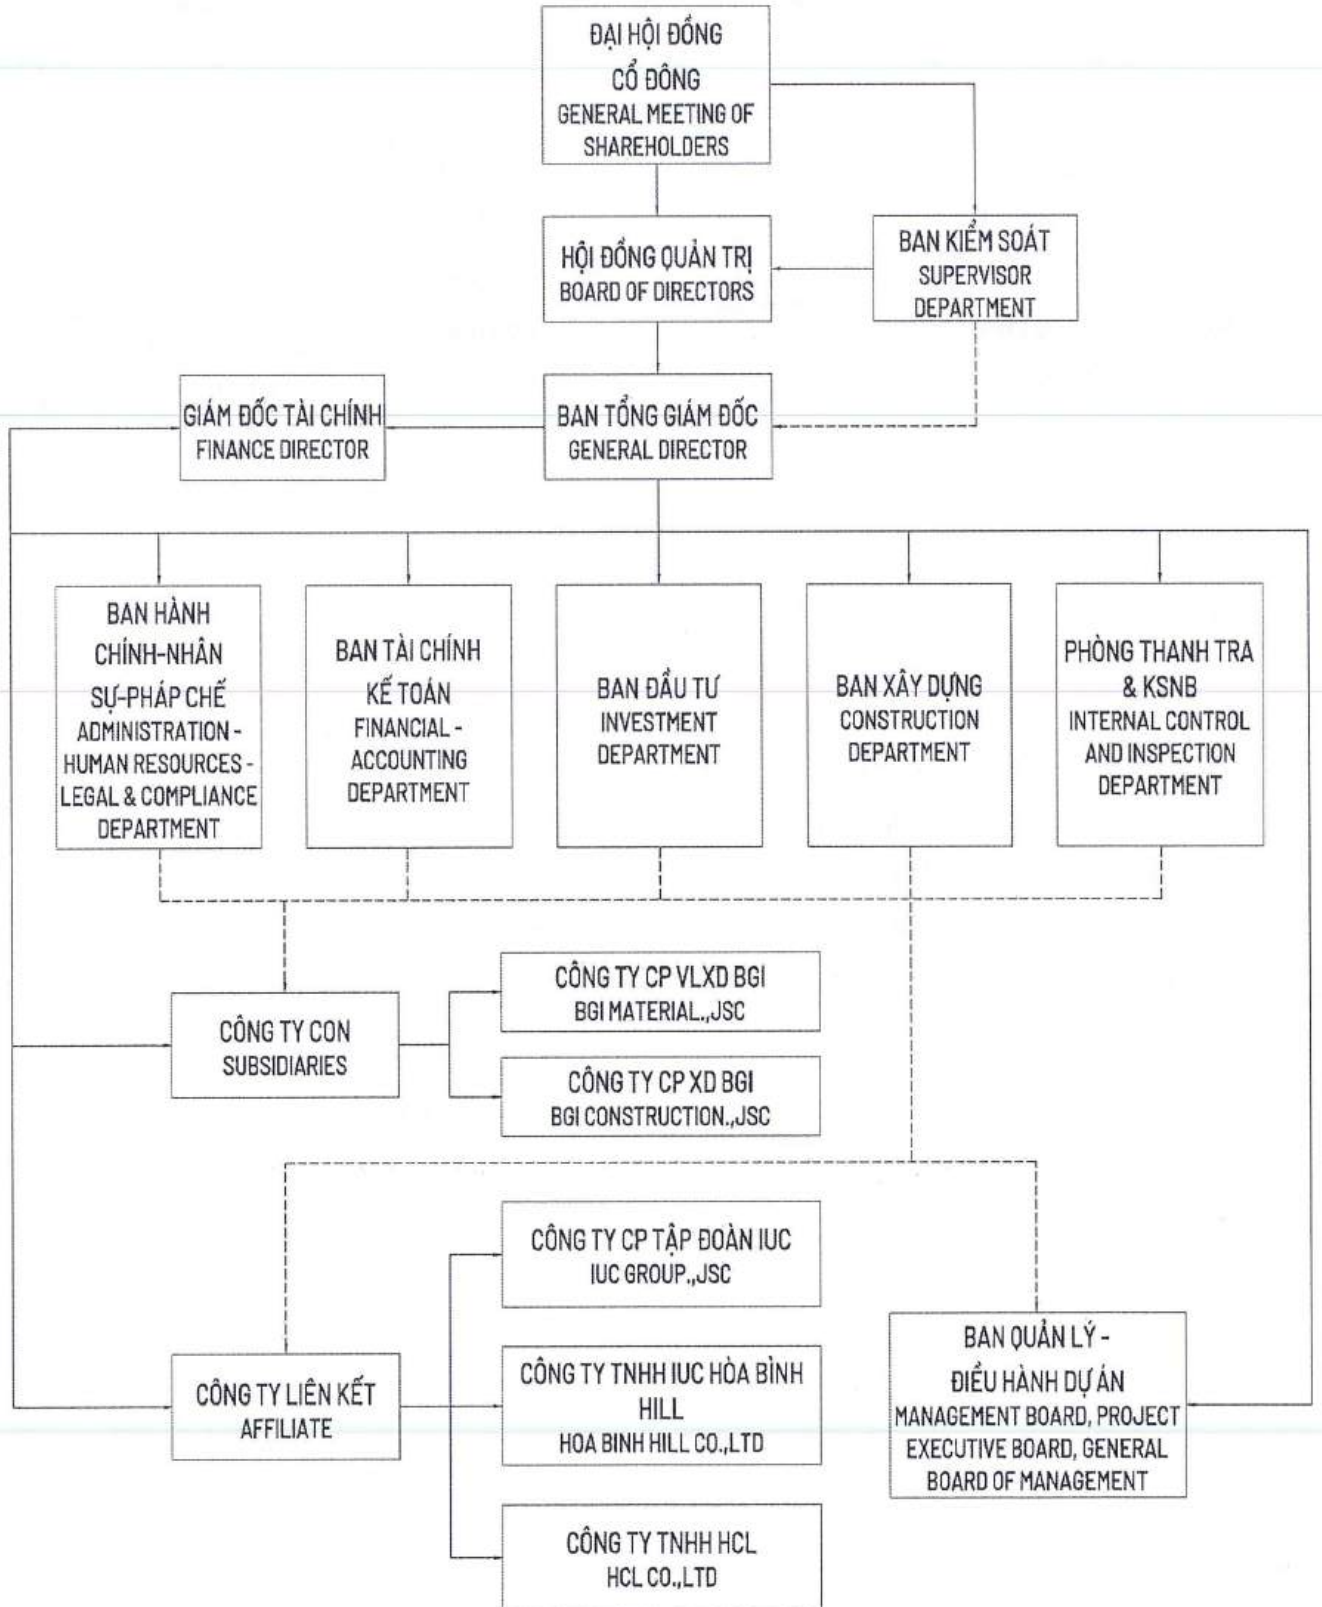 ĐẠI HỘI ĐỒNG
CỔ ĐÔNG
GENERAL MEETING OF
SHAREHOLDERS
HỘI ĐỒNG QUẢN TRỊ
BOARD OF DIRECTORS
BAN KIỂM SOÁT
SUPERVISOR
DEPARTMENT
GIÁM ĐỐC TÀI CHÍNH
FINANCE DIRECTOR
BAN TỔNG GIÁM ĐỐC
GENERAL DIRECTOR
BAN HÀNH
CHÍNH-NHÂN
SỰ-PHÁP CHẾ
ADMINISTRATION -
HUMAN RESOURCES -
LEGAL & COMPLIANCE
DEPARTMENT
BAN TÀI CHÍNH
KẾ TOÁN
FINANCIAL -
ACCOUNTING
DEPARTMENT
BAN ĐẦU TƯ
INVESTMENT
DEPARTMENT
BAN XÂY DỰNG
CONSTRUCTION
DEPARTMENT
PHÒNG THANH TRA
& KSNB
INTERNAL CONTROL
AND INSPECTION
DEPARTMENT
CÔNG TY CON
SUBSIDIARIES
CÔNG TY CP VLXD BGI
BGI MATERIAL.,JSC
CÔNG TY CP XD BGI
BGI CONSTRUCTION.,JSC
CÔNG TY LIÊN KẾT
AFFILIATE
CÔNG TY CP TẬP ĐOÀN IUC
IUC GROUP.,JSC
CÔNG TY TNHH IUC HÒA BÌNH
HILL
HOA BINH HILL CO.,LTD
CÔNG TY TNHH HCL
HCL CO.,LTD
BAN QUẢN LÝ -
ĐIỀU HÀNH DỰ ÁN
MANAGEMENT BOARD, PROJECT
EXECUTIVE BOARD, GENERAL
BOARD OF MANAGEMENT